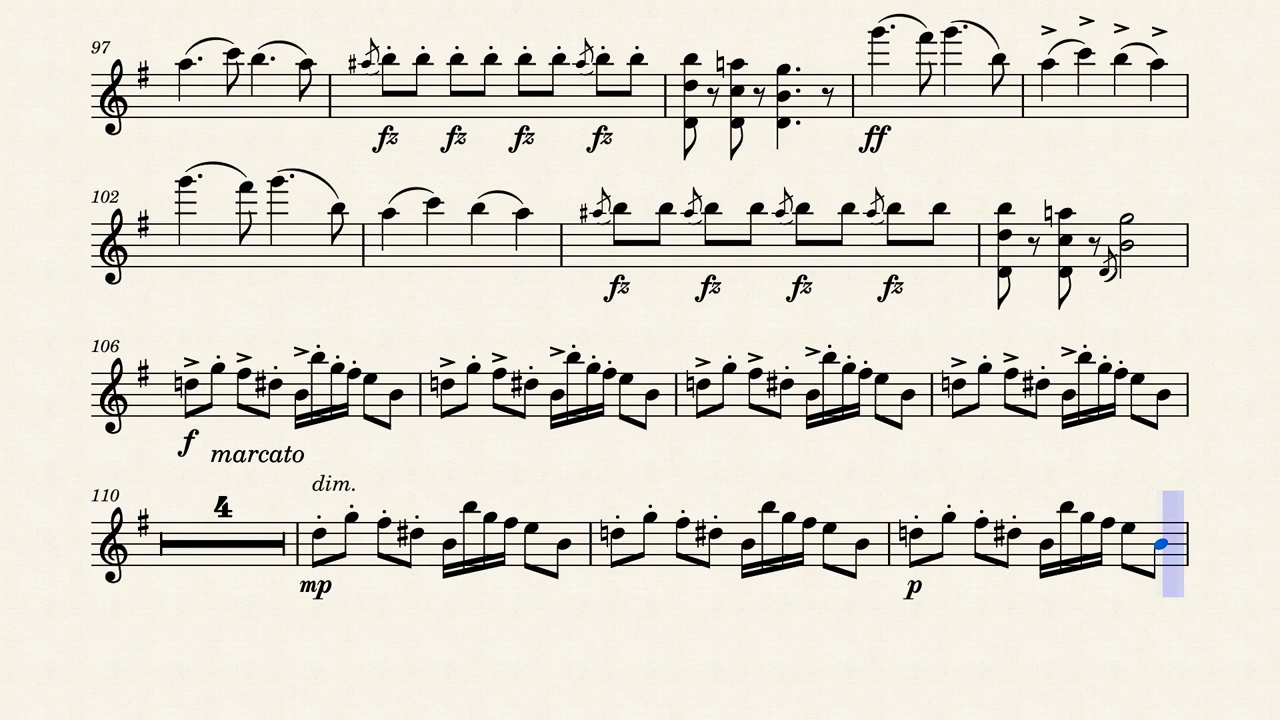 97
fz fz fz fz ff
102
fz fz fz fz
106
f marcato
110 4 dim.
mp p